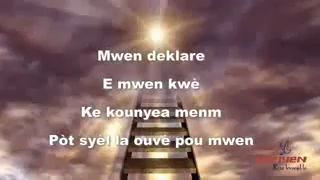 Mwen deklare
E mwen kwè
Ke kounyea menm
Pòt syèl la ouvè pou mwen